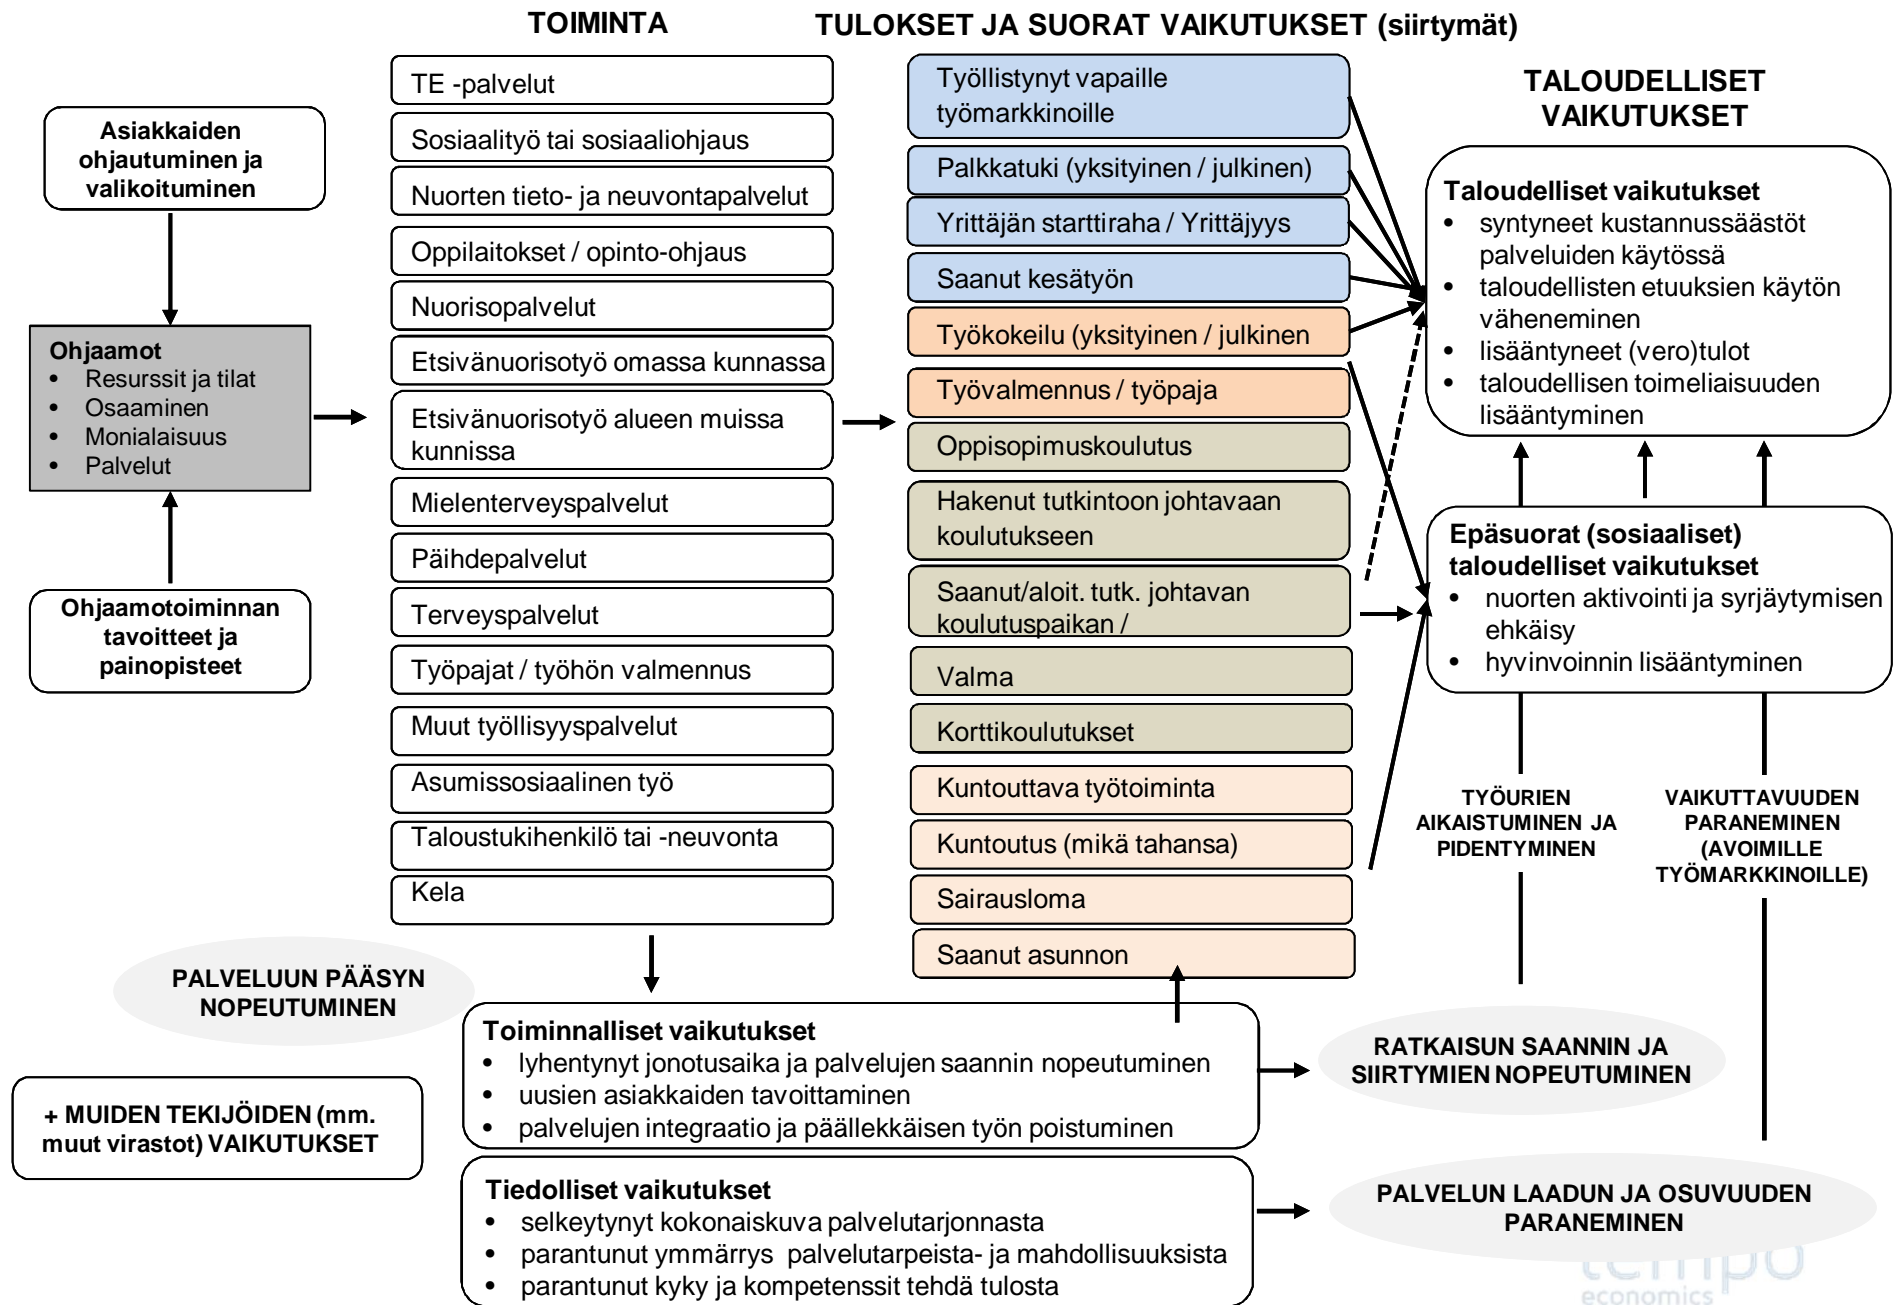 TOIMINTA
TULOKSET JA SUORAT VAIKUTUKSET (siirtymät)
TALOUDELLISET
VAIKUTUKSET
Asiakkaiden
ohjautuminen ja
valikoituminen
Ohjaamot
• Resurssit ja tilat
• Osaaminen
• Monialaisuus
• Palvelut
Ohjaamotoiminnan
tavoitteet ja
painopisteet
TE -palvelut
Sosiaalityö tai sosiaaliohjaus
Nuorten tieto- ja neuvontapalvelut
Oppilaitokset / opinto-ohjaus
Nuorisopalvelut
Etsivänuorisotyö omassa kunnassa
Etsivänuorisotyö alueen muissa
kunnissa
Mielenterveyspalvelut
Päihdepalvelut
Terveyspalvelut
Työpajat / työhön valmennus
Muut työllisyyspalvelut
Asumissosiaalinen työ
Taloustukihenkilö tai -neuvonta
Kela
Työllistynyt vapaille
työmarkkinoille
Palkkatuki (yksityinen / julkinen)
Yrittäjän starttiraha / Yrittäjyys
Saanut kesätyön
Työkokeilu (yksityinen / julkinen
Työvalmennus / työpaja
Oppisopimuskoulutus
Hakenut tutkintoon johtavaan
koulutukseen
Saanut/aloit. tutk. johtavan
koulutuspaikan /
Valma
Korttikoulutukset
Kuntouttava työtoiminta
Kuntoutus (mikä tahansa)
Sairausloma
Saanut asunnon
Taloudelliset vaikutukset
• syntyneet kustannussäästöt
palveluiden käytössä
• taloudellisten etuuksien käytön
väheneminen
• lisääntyneet (vero)tulot
• taloudellisen toimeliaisuuden
lisääntyminen
Epäsuorat (sosiaaliset)
taloudelliset vaikutukset
• nuorten aktivointi ja syrjäytymisen
ehkäisy
• hyvinvoinnin lisääntyminen
TYÖURIEN
AIKAISTUMINEN JA
PIDENTYMINEN
VAIKUTTAVUUDEN
PARANEMINEN
(AVOIMILLE
TYÖMARKKINOILLE)
PALVELUUN PÄÄSYN
NOPEUTUMINEN
+ MUIDEN TEKIJÖIDEN (mm.
muut virastot) VAIKUTUKSET
Toiminnalliset vaikutukset
• lyhentynyt jonotusaika ja palvelujen saannin nopeutuminen
• uusien asiakkaiden tavoittaminen
• palvelujen integraatio ja päällekkäisen työn poistuminen
RATKAISUN SAANNIN JA
SIIRTYMIEN NOPEUTUMINEN
Tiedolliset vaikutukset
• selkeytynyt kokonaiskuva palvelutarjonnasta
• parantunut ymmärrys palvelutarpeista- ja mahdollisuuksista
• parantunut kyky ja kompetenssit tehdä tulosta
PALVELUN LAADUN JA OSUVUUDEN
PARANEMINEN
tempo
economics